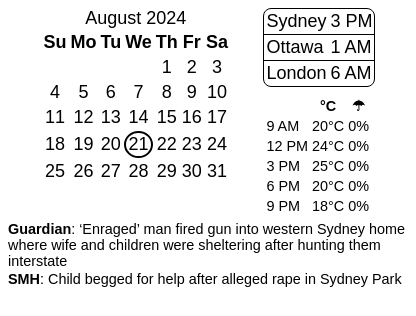 August 2024
Su Mo Tu We Th Fr Sa
1 2 3
4 5 6 7 8 9 10
11 12 13 14 15 16 17
18 19 20 21 22 23 24
25 26 27 28 29 30 31
Sydney 3 PM
Ottawa 1 AM
London 6 AM
°C ☂
9 AM 20°C 0%
12 PM 24°C 0%
3 PM 25°C 0%
6 PM 20°C 0%
9 PM 18°C 0%
Guardian: ‘Enraged’ man fired gun into western Sydney home
where wife and children were sheltering after hunting them
interstate
SMH: Child begged for help after alleged rape in Sydney Park